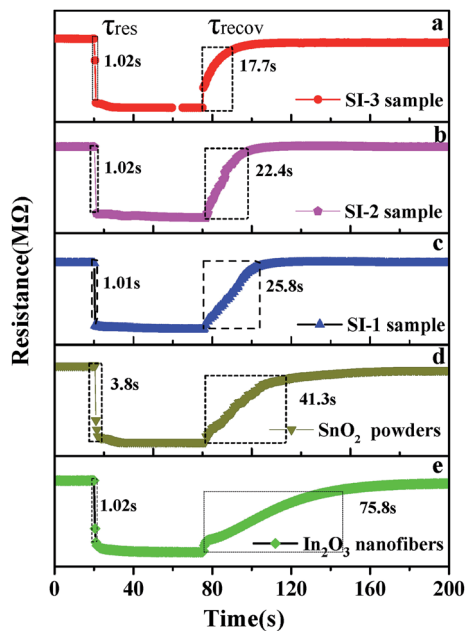 τres τrecov a
1.02s 17.7s
SI-3 sample
b
1.02s 22.4s
SI-2 sample
c
1.01s 25.8s
SI-1 sample
d
3.8s 41.3s
SnO₂ powders
e
1.02s 75.8s
In₂O₃ nanofibers
0 40 80 120 160 200
Time(s)
Resistance(MΩ)